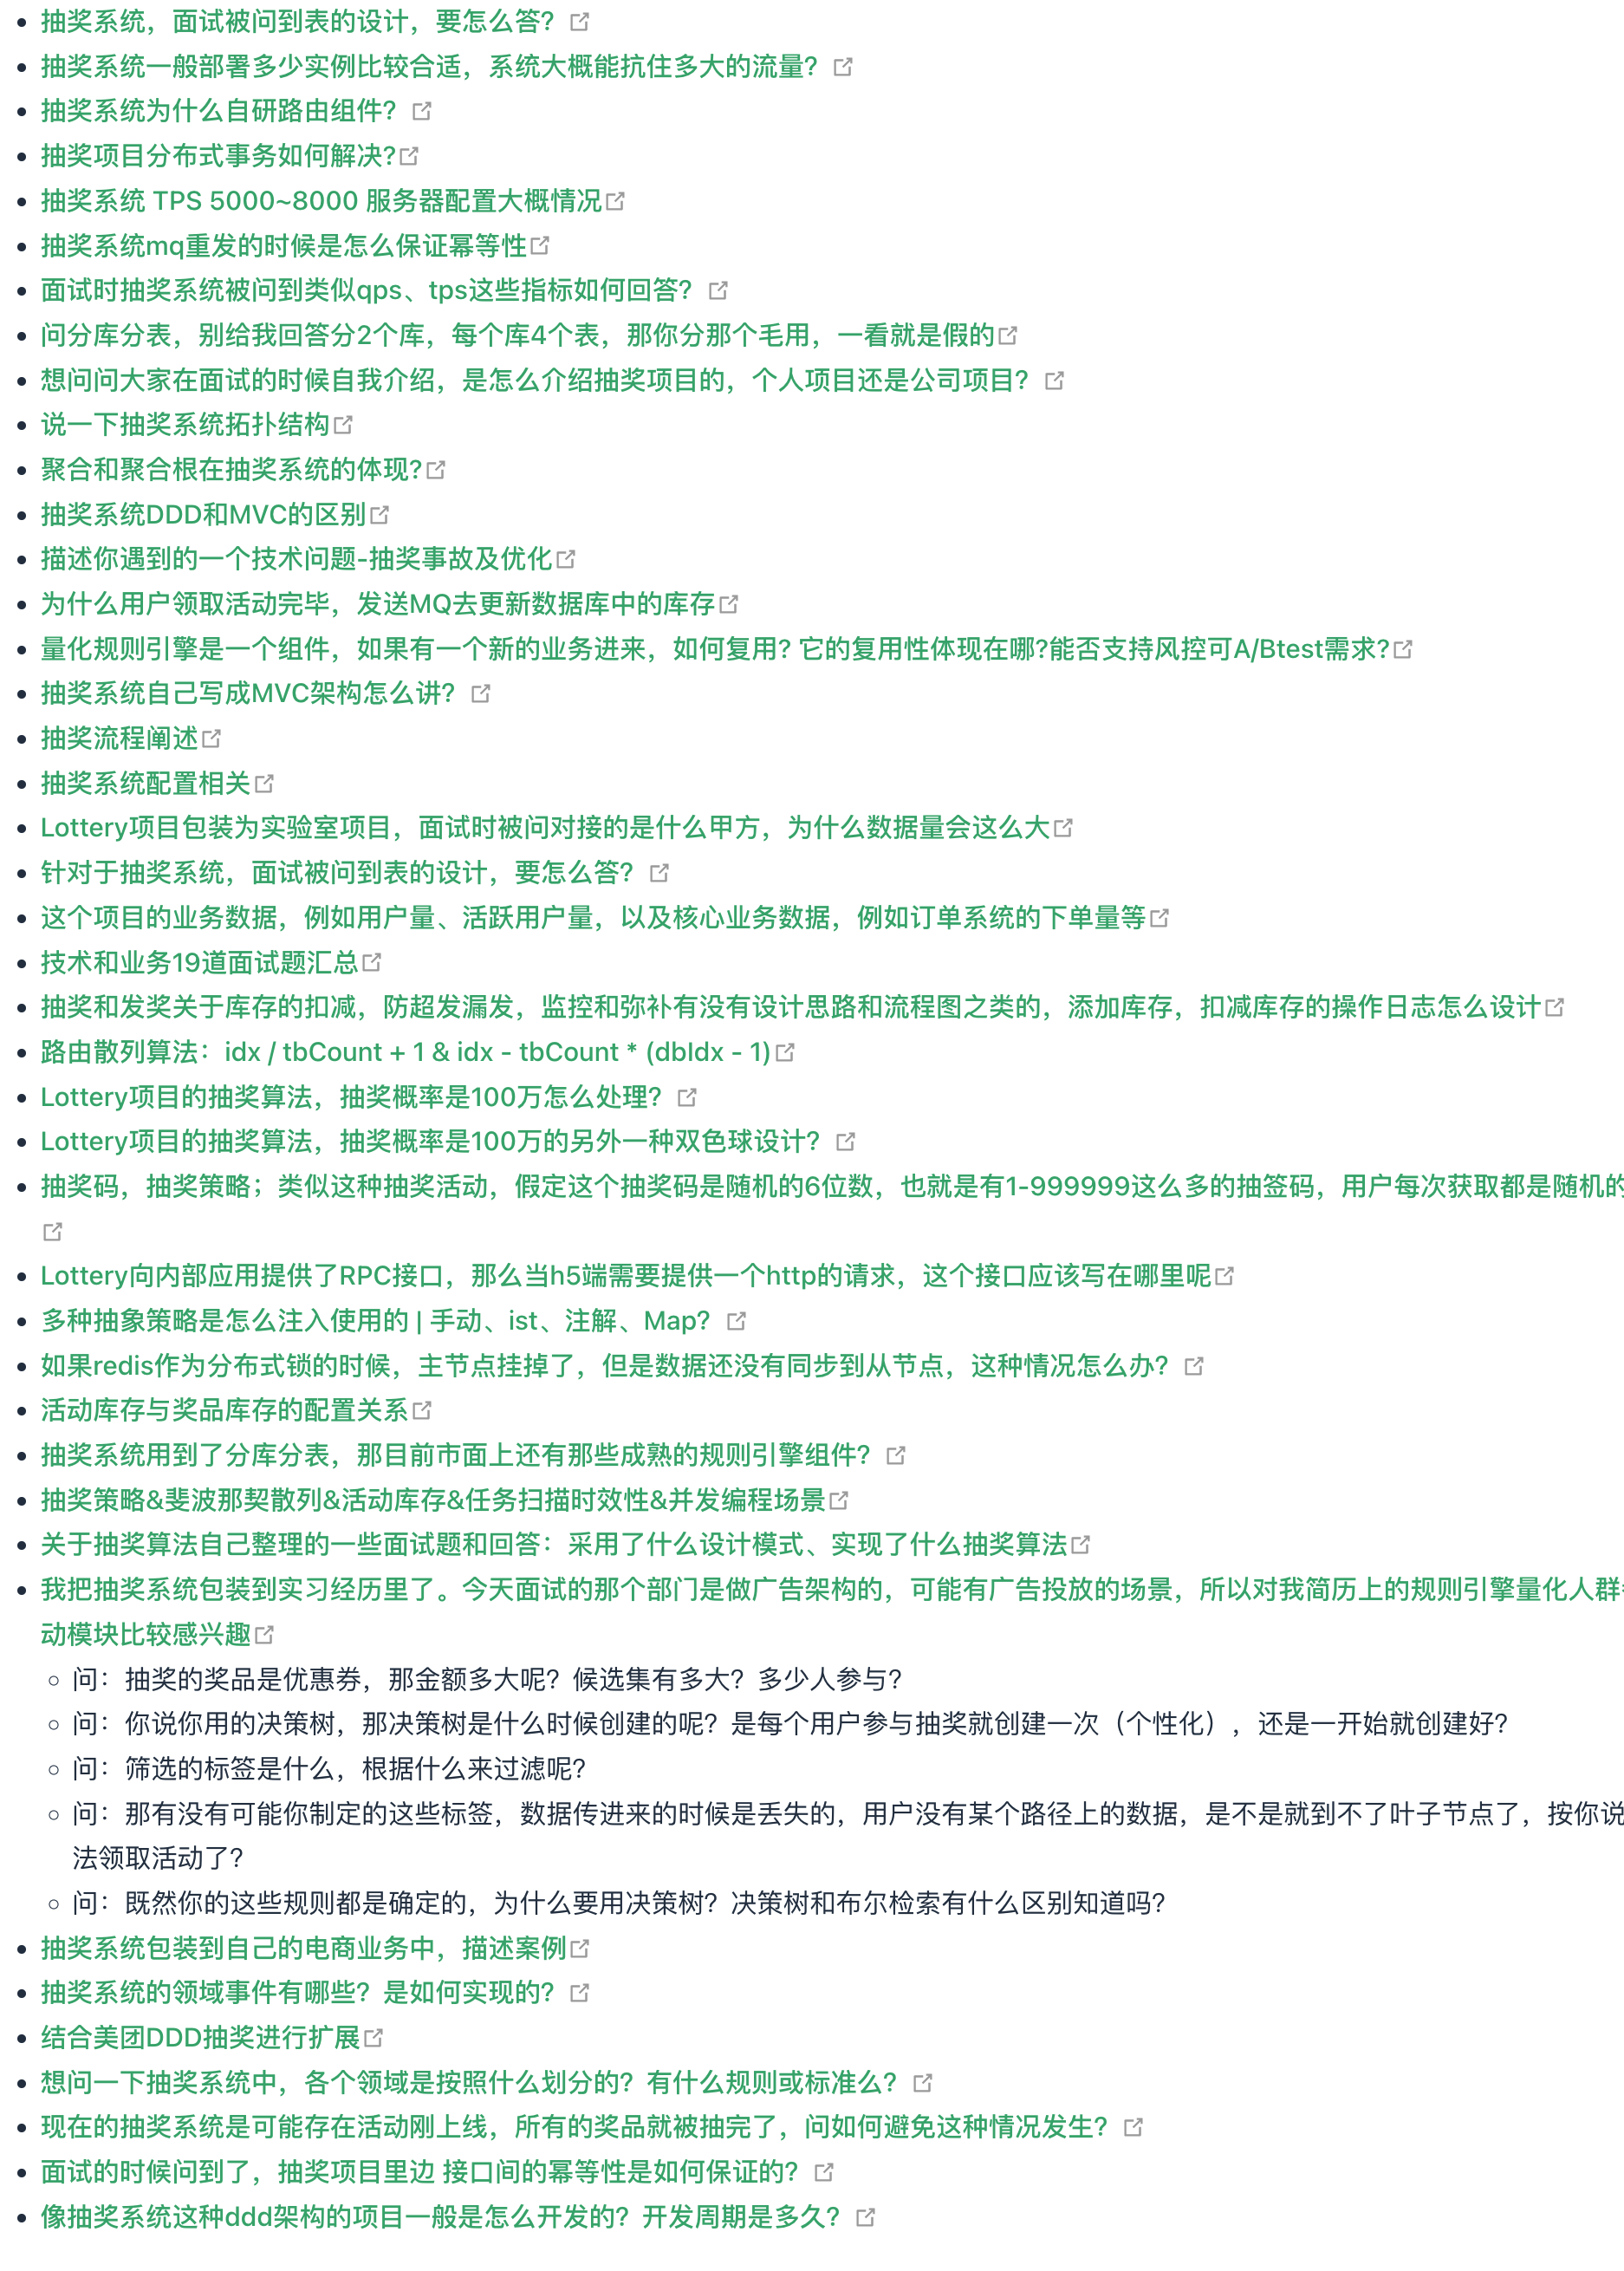 抽奖系统，面试被问到表的设计，要怎么答？
抽奖系统一般部署多少实例比较合适，系统大概能抗住多大的流量？
抽奖系统为什么自研路由组件？
抽奖项目分布式事务如何解决?
抽奖系统 TPS 5000~8000 服务器配置大概情况
抽奖系统mq重发的时候是怎么保证幂等性
面试时抽奖系统被问到类似qps、tps这些指标如何回答？
问分库分表，别给我回答分2个库，每个库4个表，那你分那个毛用，一看就是假的
想问问大家在面试的时候自我介绍，是怎么介绍抽奖项目的，个人项目还是公司项目？
说一下抽奖系统拓扑结构
聚合和聚合根在抽奖系统的体现?
抽奖系统DDD和MVC的区别
描述你遇到的一个技术问题-抽奖事故及优化
为什么用户领取活动完毕，发送MQ去更新数据库中的库存
量化规则引擎是一个组件，如果有一个新的业务进来，如何复用? 它的复用性体现在哪?能否支持风控可A/Btest需求?
抽奖系统自己写成MVC架构怎么讲？
抽奖流程阐述
抽奖系统配置相关
Lottery项目包装为实验室项目，面试时被问对接的是什么甲方，为什么数据量会这么大
针对于抽奖系统，面试被问到表的设计，要怎么答？
这个项目的业务数据，例如用户量、活跃用户量，以及核心业务数据，例如订单系统的下单量等
技术和业务19道面试题汇总
抽奖和发奖关于库存的扣减，防超发漏发，监控和弥补有没有设计思路和流程图之类的，添加库存，扣减库存的操作日志怎么设计
路由散列算法：idx / tbCount + 1 & idx - tbCount * (dbIdx - 1)
Lottery项目的抽奖算法，抽奖概率是100万怎么处理？
Lottery项目的抽奖算法，抽奖概率是100万的另外一种双色球设计？
抽奖码，抽奖策略；类似这种抽奖活动，假定这个抽奖码是随机的6位数，也就是有1-999999这么多的抽签码，用户每次获取都是随机的
Lottery向内部应用提供了RPC接口，那么当h5端需要提供一个http的请求，这个接口应该写在哪里呢
多种抽象策略是怎么注入使用的 | 手动、ist、注解、Map？
如果redis作为分布式锁的时候，主节点挂掉了，但是数据还没有同步到从节点，这种情况怎么办？
活动库存与奖品库存的配置关系
抽奖系统用到了分库分表，那目前市面上还有那些成熟的规则引擎组件？
抽奖策略&斐波那契散列&活动库存&任务扫描时效性&并发编程场景
关于抽奖算法自己整理的一些面试题和回答：采用了什么设计模式、实现了什么抽奖算法
我把抽奖系统包装到实习经历里了。今天面试的那个部门是做广告架构的，可能有广告投放的场景，所以对我简历上的规则引擎量化人群
动模块比较感兴趣
问：抽奖的奖品是优惠券，那金额多大呢？候选集有多大？多少人参与？
问：你说你用的决策树，那决策树是什么时候创建的呢？是每个用户参与抽奖就创建一次（个性化），还是一开始就创建好？
问：筛选的标签是什么，根据什么来过滤呢？
问：那有没有可能你制定的这些标签，数据传进来的时候是丢失的，用户没有某个路径上的数据，是不是就到不了叶子节点了，按你说
法领取活动了？
问：既然你的这些规则都是确定的，为什么要用决策树？决策树和布尔检索有什么区别知道吗？
抽奖系统包装到自己的电商业务中，描述案例
抽奖系统的领域事件有哪些？是如何实现的？
结合美团DDD抽奖进行扩展
想问一下抽奖系统中，各个领域是按照什么划分的？有什么规则或标准么？
现在的抽奖系统是可能存在活动刚上线，所有的奖品就被抽完了，问如何避免这种情况发生？
面试的时候问到了，抽奖项目里边 接口间的幂等性是如何保证的？
像抽奖系统这种ddd架构的项目一般是怎么开发的？开发周期是多久？